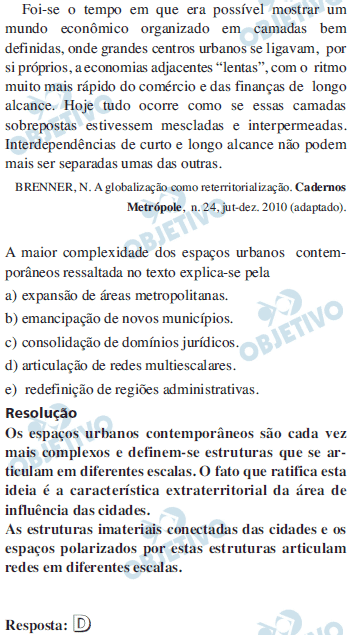 Foi-se o tempo em que era possível mostrar um
mundo econômico organizado em camadas bem
definidas, onde grandes centros urbanos se ligavam, por
si próprios, a economias adjacentes “lentas”, com o ritmo
muito mais rápido do comércio e das finanças de longo
alcance. Hoje tudo ocorre como se essas camadas
sobrepostas estivessem mescladas e interpermeadas.
Interdependências de curto e longo alcance não podem
mais ser separadas umas das outras.
BRENNER, N. A globalização como reterritorialização. Cadernos
Metrópole, n. 24, jut-dez. 2010 (adaptado).
A maior complexidade dos espaços urbanos contem-
porâneos ressaltada no texto explica-se pela
a) expansão de áreas metropolitanas.
b) emancipação de novos municípios.
c) consolidação de domínios jurídicos.
d) articulação de redes multiescalares.
e) redefinição de regiões administrativas.
Resolução
Os espaços urbanos contemporâneos são cada vez
mais complexos e definem-se estruturas que se ar-
ticulam em diferentes escalas. O fato que ratifica esta
ideia é a característica extraterritorial da área de
influência das cidades.
As estruturas imateriais conectadas das cidades e os
espaços polarizados por estas estruturas articulam
redes em diferentes escalas.
Resposta: D
OBJETIVO
OBJETIVO
OBJETIVO
OBJETIVO
OBJETIVO
OBJETIVO